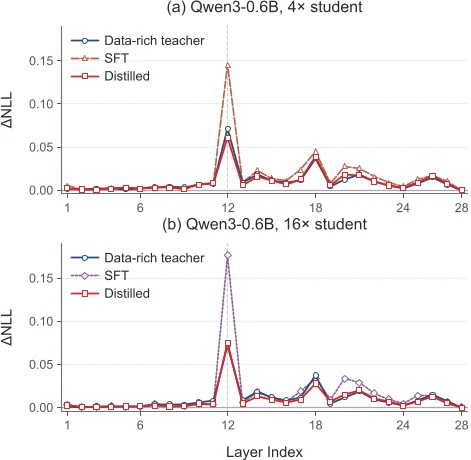 (a) Qwen3-0.6B, 4× student
Data-rich teacher
SFT
Distilled
ΔNLL
0.15
0.10
0.05
0.00
1 6 12 18 24 28
(b) Qwen3-0.6B, 16× student
Data-rich teacher
SFT
Distilled
ΔNLL
0.15
0.10
0.05
0.00
1 6 12 18 24 28
Layer Index